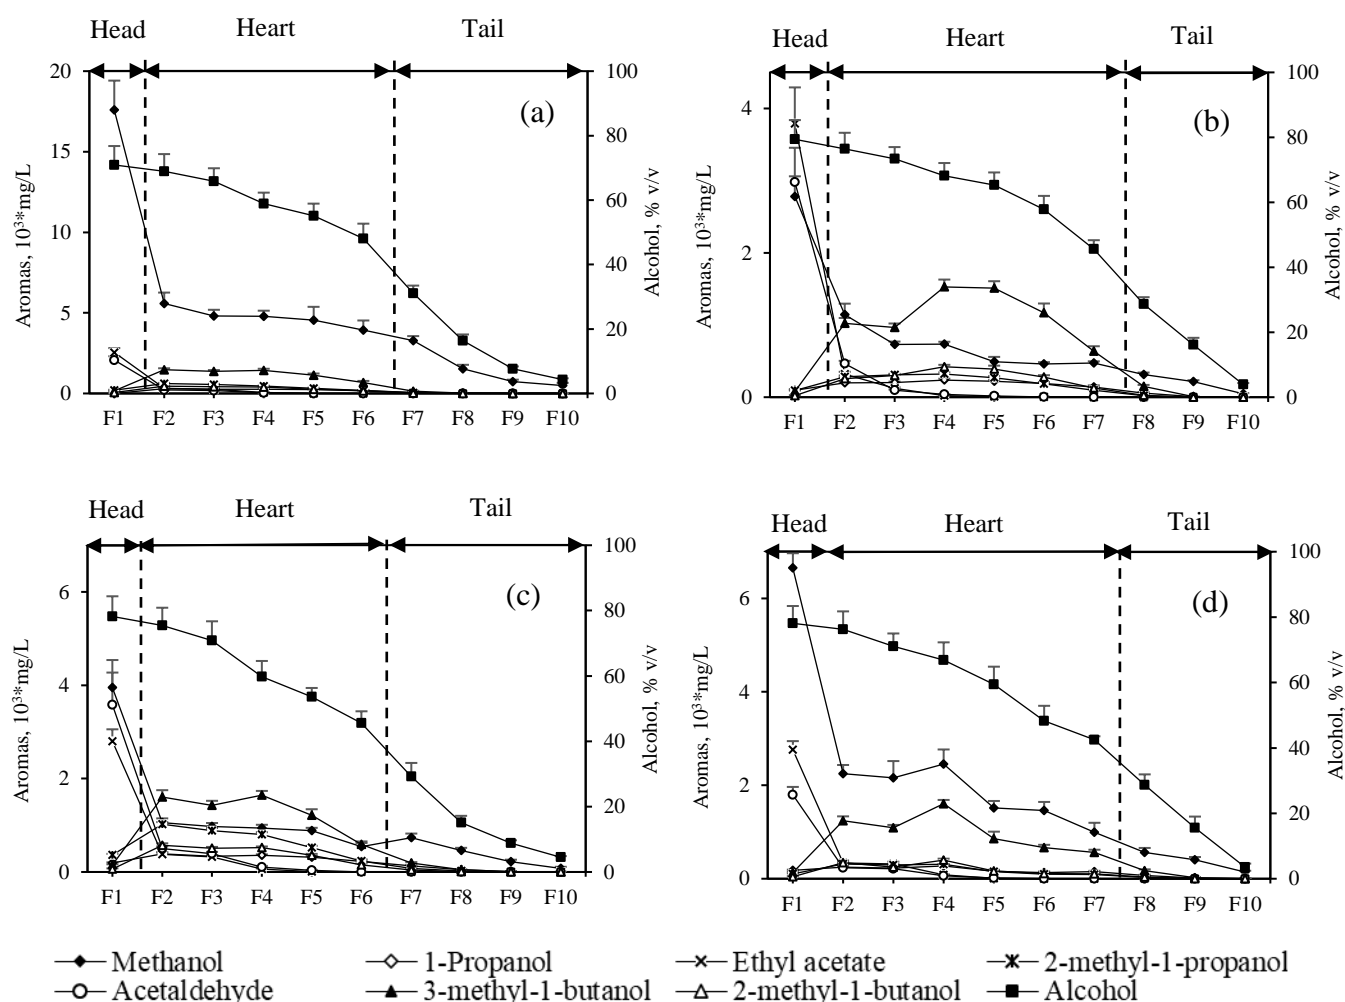 Head Heart Tail
20 15 10 5 0
Aromas, 10³*mg/L
(a)
100 80 60 40 20 0
Alcohol, % v/v
F1 F2 F3 F4 F5 F6 F7 F8 F9 F10
Head Heart Tail
4 2 0
Aromas, 10³*mg/L
(b)
100 80 60 40 20 0
Alcohol, % v/v
F1 F2 F3 F4 F5 F6 F7 F8 F9 F10
Head Heart Tail
6 4 2 0
Aromas, 10³*mg/L
(c)
100 80 60 40 20 0
Alcohol, % v/v
F1 F2 F3 F4 F5 F6 F7 F8 F9 F10
Head Heart Tail
6 4 2 0
Aromas, 10³*mg/L
(d)
100 80 60 40 20 0
Alcohol, % v/v
F1 F2 F3 F4 F5 F6 F7 F8 F9 F10
Methanol 1-Propanol Ethyl acetate 2-methyl-1-propanol
Acetaldehyde 3-methyl-1-butanol 2-methyl-1-butanol Alcohol